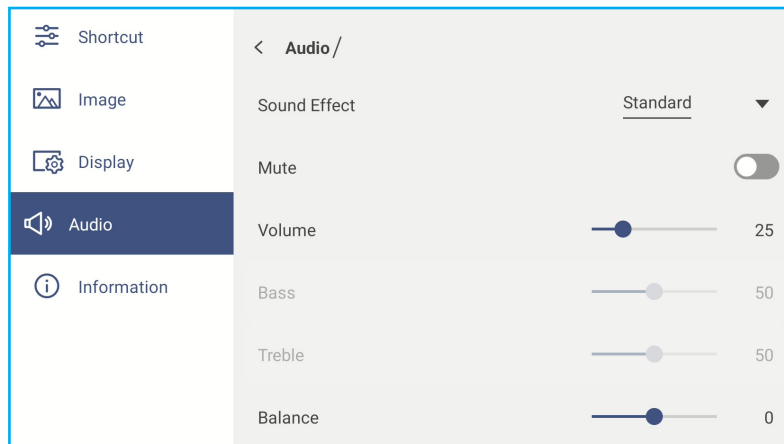 Shortcut
Image
Display
Audio
Information
< Audio/
Sound Effect Standard
Mute
Volume 25
Bass 50
Treble 50
Balance 0